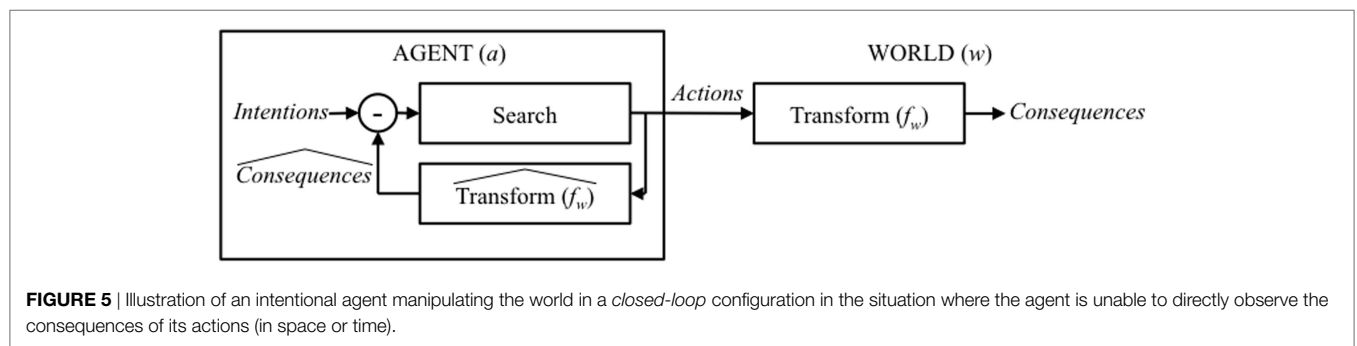 AGENT (a)
WORLD (w)
Intentions
-
Search
Actions
Transform (f_w)
Consequences
Consequences
Transform (f_w)
FIGURE 5 | Illustration of an intentional agent manipulating the world in a closed-loop configuration in the situation where the agent is unable to directly observe the
consequences of its actions (in space or time).